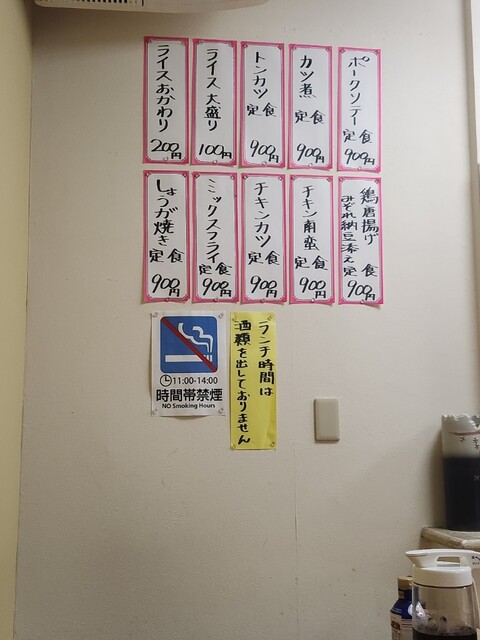 ポークソテー
定食
900円
カツ煮
定食
900円
トンカツ
定食
900円
ライス大盛り
100円
ライスおかわり
200円
鶏唐揚げ
みぞれ納豆添え定食
900円
チキン南蛮
定食
900円
チキンカツ
定食
900円
ミックスフライ
定食
900円
しょうが焼き
定食
900円
11:00-14:00
時間帯禁煙
NO Smoking Hours
ランチ時間は
酒類を出しておりません